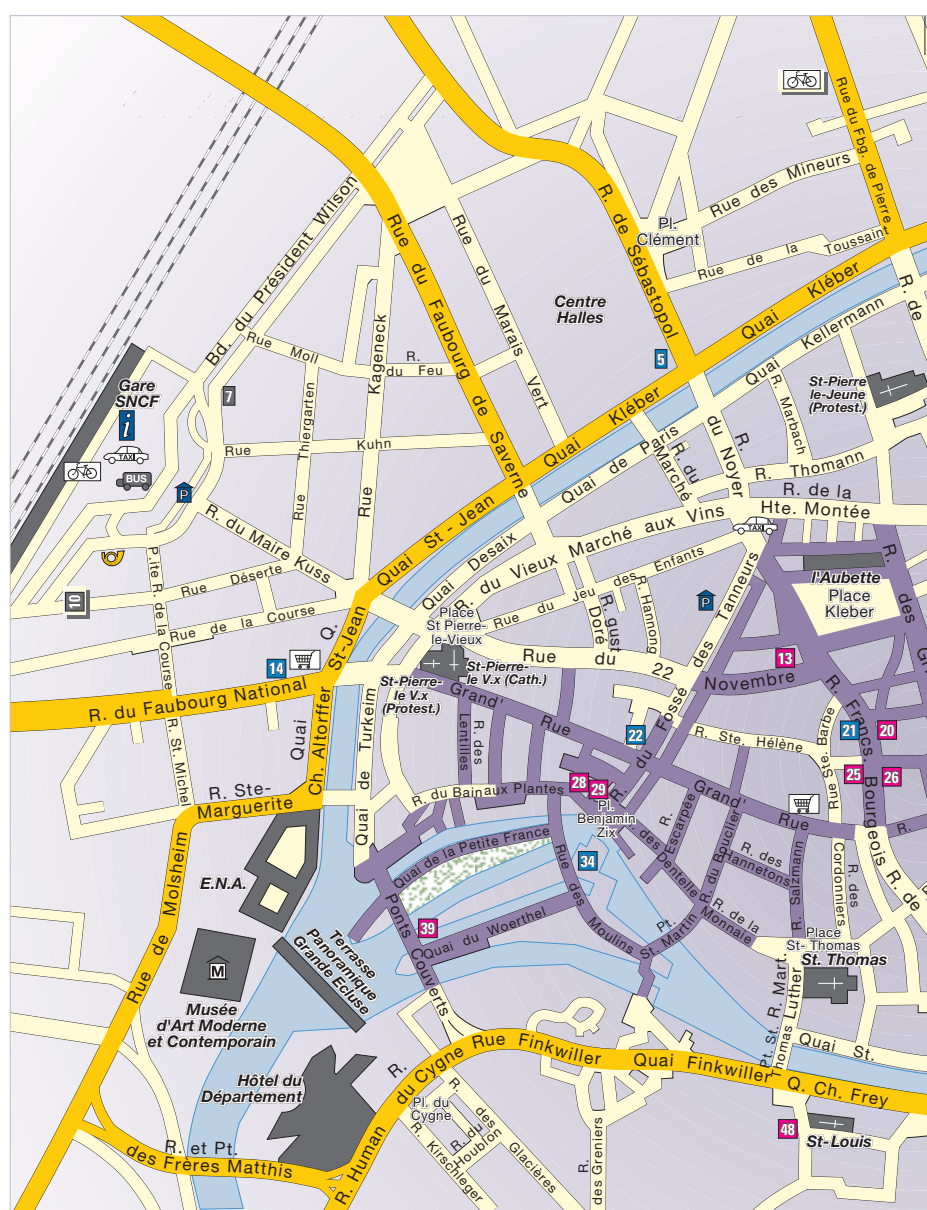 Rue du Fbg. de Pierre
Bd. du Président Wilson
Rue du Faubourg de Saverne
Rue du Marais Vert
R. de Sébastopol
Rue des Mineurs
Pl.
Clément
Rue de la Toussaint
Quai Kléber
Quai Kléber
Quai Kellermann
R. de
Centre
Halles
5
Rue Moll
R.
du Feu
Rue Kageneck
Rue Thiergarten
Rue Kuhn
Gare
SNCF
i
TAXI
BUS
P
7
10
R. du Maire Kuss
Rue Déserte
P.ite R. de la Course
Rue de la Course
Quai St - Jean
Quai de Paris
R. du
Marché
R.
du Noyer
R. Marbach
R. Thomann
St-Pierre
le-Jeune
(Protest.)
R. de la
Hte. Montée
TAXI
Quai Desaix
R. du Vieux Marché aux Vins
Rue du Jeu des Enfants
R. Hannong
R. gust
Doré
P
Rue du Fossé des Tanneurs
l'Aubette
Place
Kleber
R. des
Gr
Q.
St-Jean
Place
St Pierre-
le-Vieux
St-Pierre-
le V.x (Cath.)
St-Pierre-
le V.x
(Protest.)
Rue du 22 Novembre
13
14
R. du Faubourg National
R. St. Michel
Quai
Ch. Altorffer
Quai de Turkeim
Grand' Rue
R. des
Lentilles
22
R. Ste. Hélène
Rue Ste. Barbe
R. Francs. Bourgeois
21
20
25
26
28
29
R. du Bain aux Plantes
Pl.
Benjamin
Zix
Grand' Rue
R.
R. Ste-
Marguerite
Rue de Molsheim
E.N.A.
Quai de la Petite France
Rue des Moulins
34
R. des Dentelle
R. Escarpée
R. du Bouclier
R. des
Hannetons
R. Salzmann
R. des
Cordonniers
R. de
R. de la
Monnaie
Pt.
St. Martin
Place
St-Thomas
St. Thomas
39
Ponts Couverts
Quai du Woerthel
Terrasse
Panoramique
Grande Ecluse
M
Musée
d'Art Moderne
et Contemporain
Hôtel du
Département
Pt. St. R. Mart.
Thomas Luther
Quai St.
R.
du Cygne
Rue Finkwiller
Quai Finkwiller
Q. Ch. Frey
48
St-Louis
Pl. du
Cygne
R. Human
R. et Pt.
des Frères Matthis
R. Kirschleger
R. du
Houblon
R. des
Glacières
R.
des Greniers